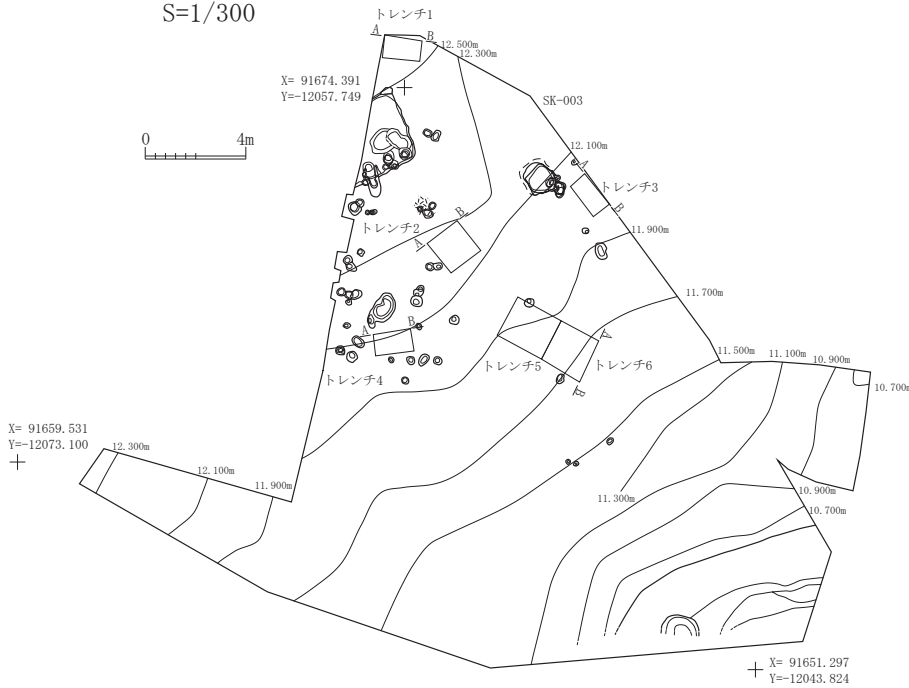 S=1/300
トレンチ1
A
B
12.500m
12.300m
X= 91674.391
Y=-12057.749
SK-003
0 4m
12.100m
A
トレンチ3
B
トレンチ2
B
A
11.900m
11.700m
A B
A
トレンチ5 トレンチ6
11.500m 11.100m 10.900m
トレンチ4
B
10.700m
X= 91659.531
Y=-12073.100
12.300m
12.100m
11.900m
11.300m
10.900m
10.700m
X= 91651.297
Y=-12043.824